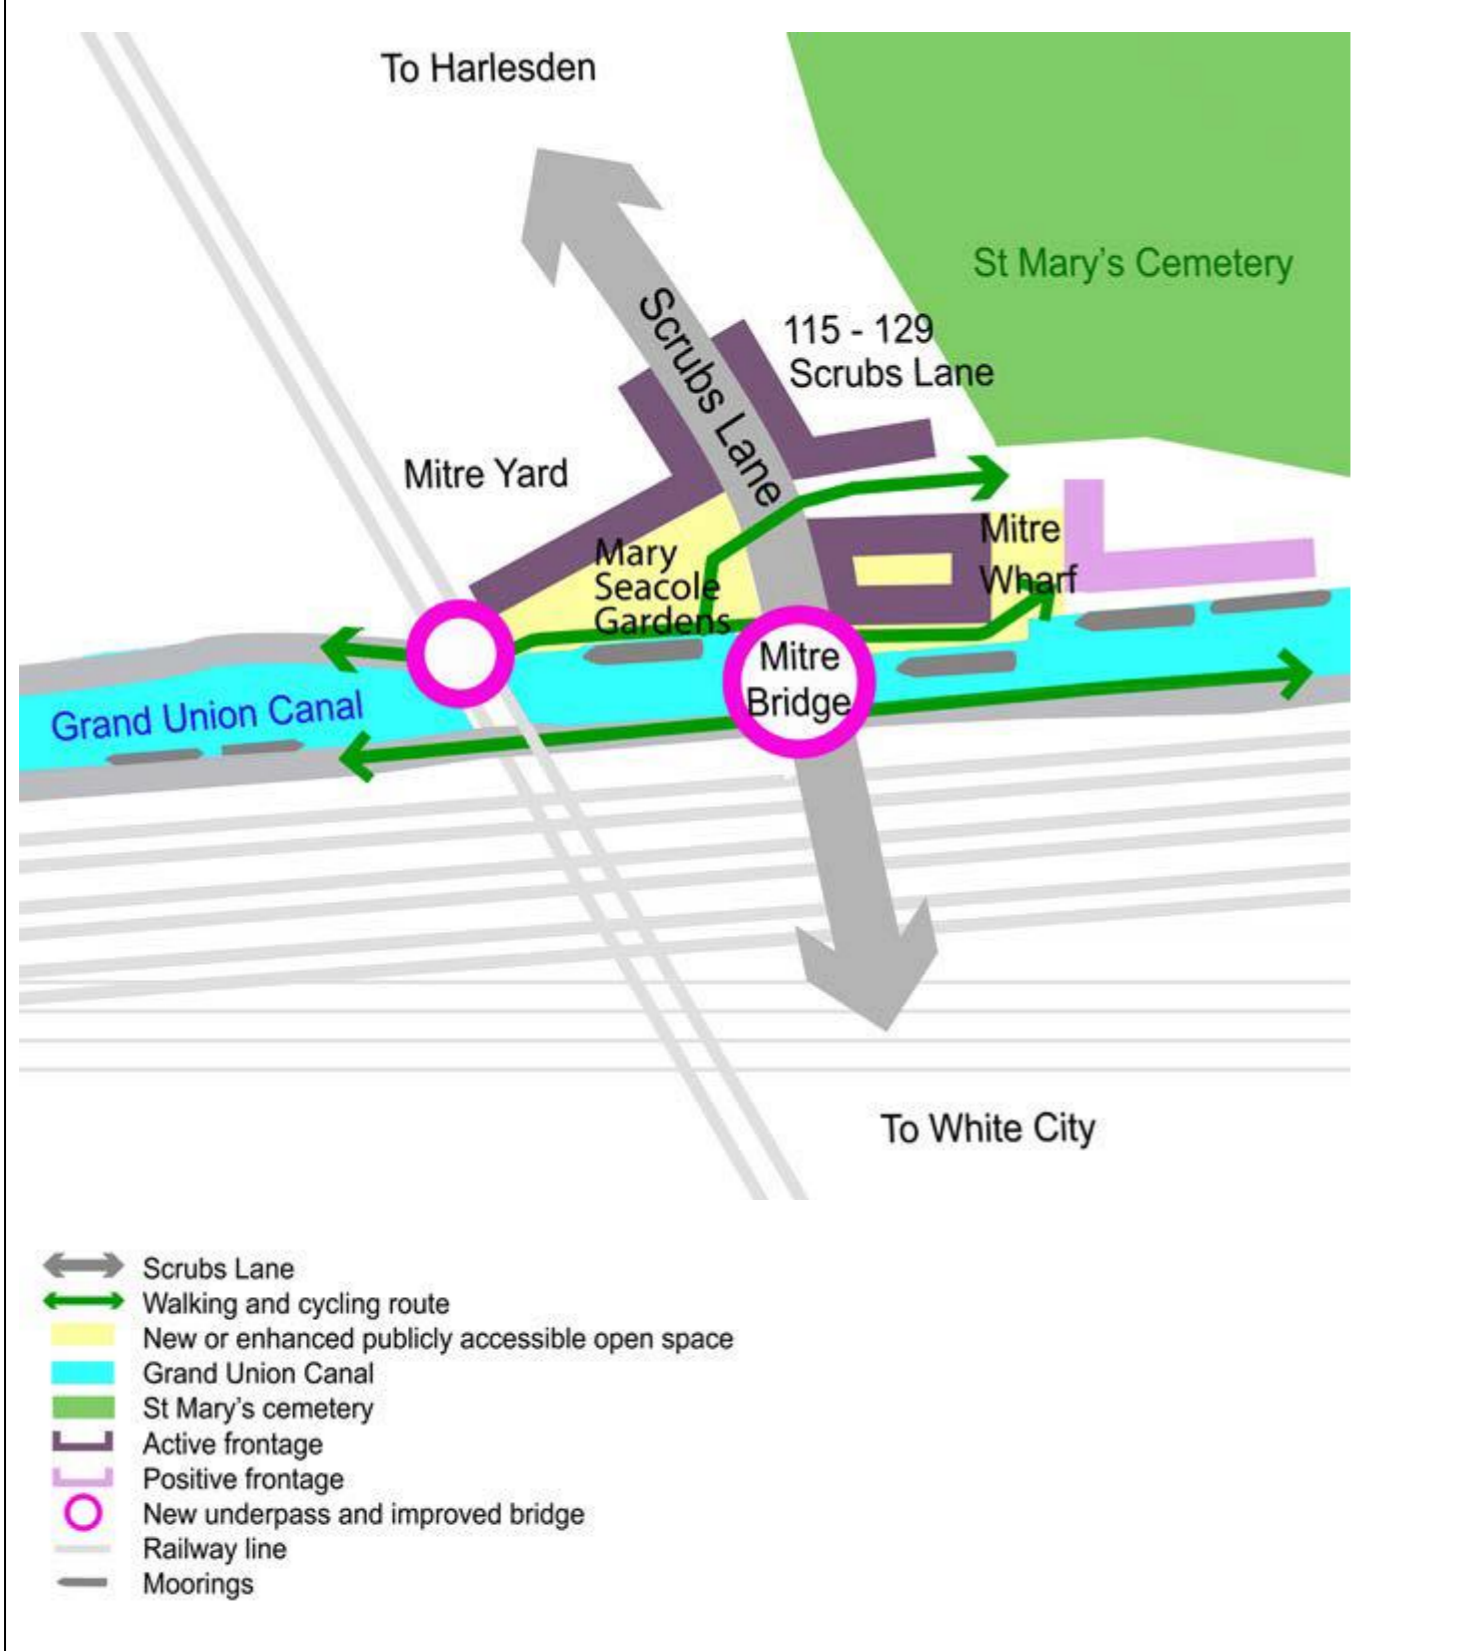 To Harlesden
St Mary's Cemetery
115 - 129
Scrubs Lane
Scrubs Lane
Mitre Yard
Mary
Seacole
Gardens
Mitre
Wharf
Mitre
Bridge
Grand Union Canal
To White City
Scrubs Lane
Walking and cycling route
New or enhanced publicly accessible open space
Grand Union Canal
St Mary's cemetery
Active frontage
Positive frontage
New underpass and improved bridge
Railway line
Moorings